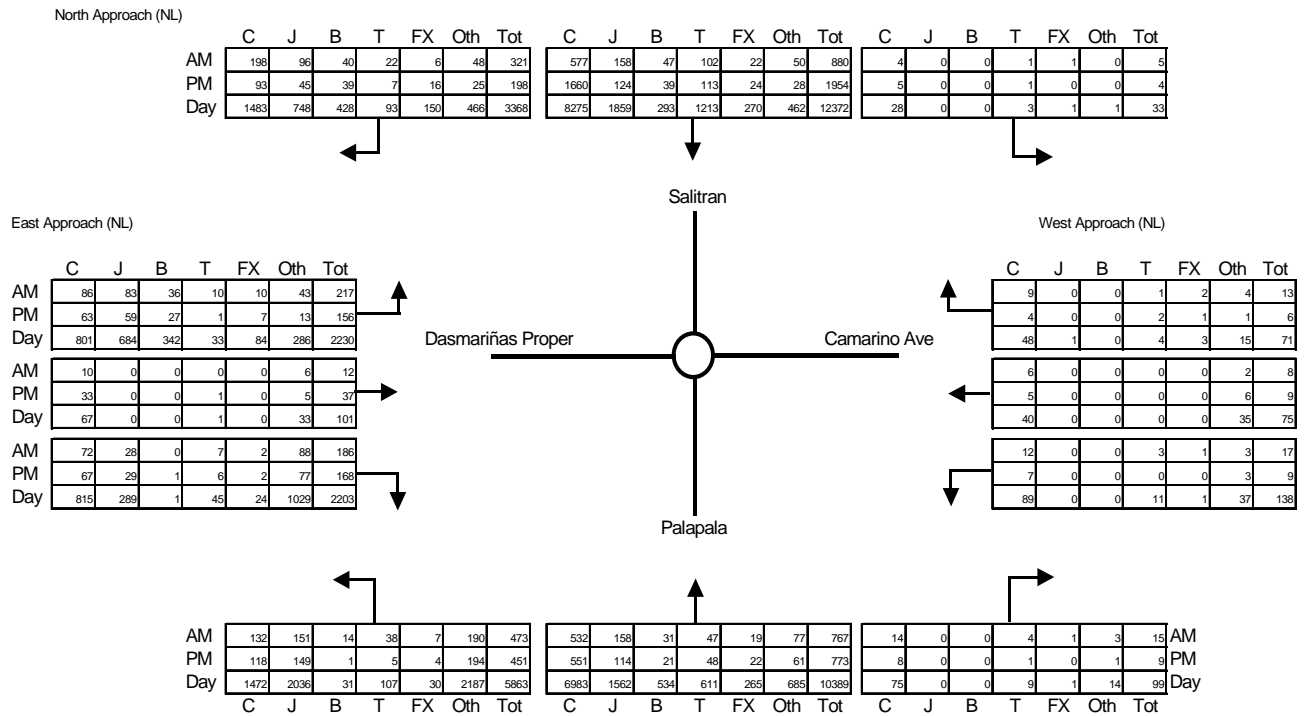 North Approach (NL)
C J B T FX Oth Tot C J B T FX Oth Tot C J B T FX Oth Tot
AM 198 96 40 22 6 48 321 577 158 47 102 22 50 880 4 0 0 1 1 0 5
PM 93 45 39 7 16 25 198 1660 124 39 113 24 28 1954 5 0 0 1 0 0 4
Day 1483 748 428 93 150 466 3368 8275 1859 293 1213 270 462 12372 28 0 0 3 1 1 33
Salitran
East Approach (NL) West Approach (NL)
C J B T FX Oth Tot C J B T FX Oth Tot
AM 86 83 36 10 10 43 217 9 0 0 1 2 4 13
PM 63 59 27 1 7 13 156 4 0 0 2 1 1 6
Day 801 684 342 33 84 286 2230 48 1 0 4 3 15 71
Dasmariñas Proper Camarino Ave
AM 10 0 0 0 0 6 12 6 0 0 0 0 2 8
PM 33 0 0 1 0 5 37 5 0 0 0 0 6 9
Day 67 0 0 1 0 33 101 40 0 0 0 0 35 75
AM 72 28 0 7 2 88 186 12 0 0 3 1 3 17
PM 67 29 1 6 2 77 168 7 0 0 0 0 3 9
Day 815 289 1 45 24 1029 2203 89 0 0 11 1 37 138
Palapala
AM 132 151 14 38 7 190 473 532 158 31 47 19 77 767 14 0 0 4 1 3 15 AM
PM 118 149 1 5 4 194 451 551 114 21 48 22 61 773 8 0 0 1 0 1 9 PM
Day 1472 2036 31 107 30 2187 5863 6983 1562 534 611 265 685 10389 75 0 0 9 1 14 99 Day
C J B T FX Oth Tot C J B T FX Oth Tot C J B T FX Oth Tot